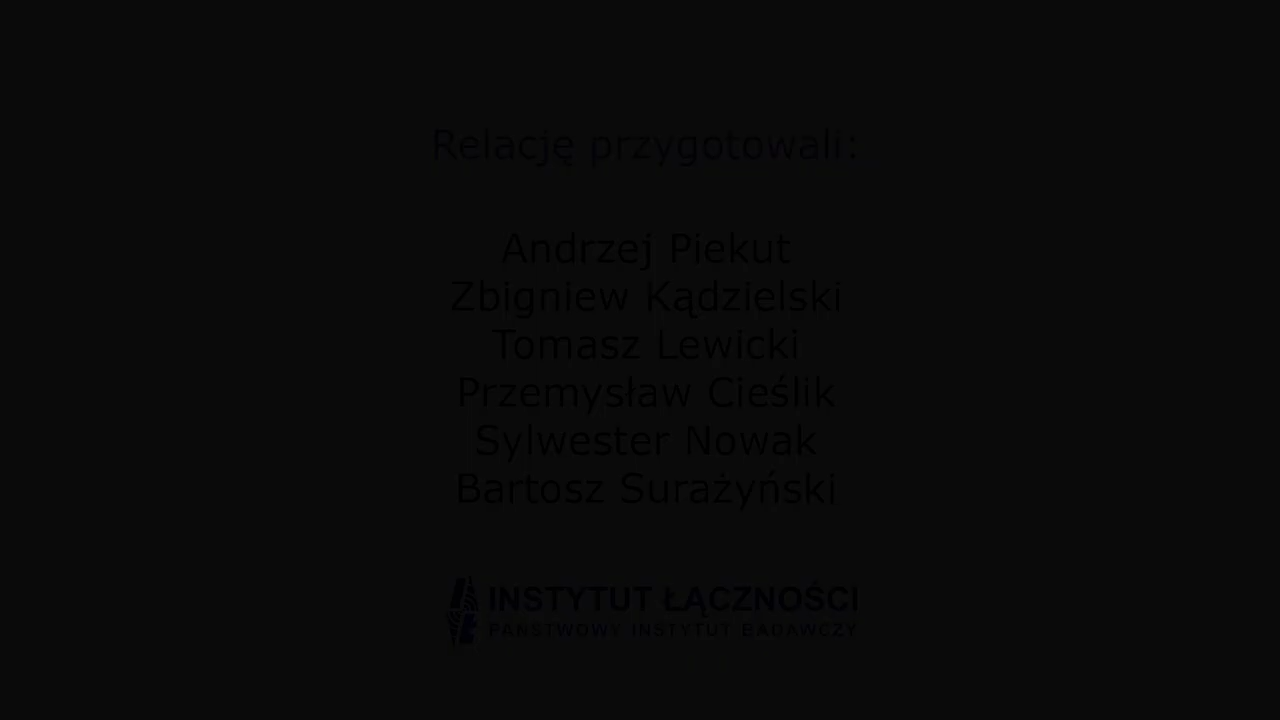 Relację przygotowali:
Andrzej Piekut
Zbigniew Kądzielski
Tomasz Lewicki
Przemysław Cieślik
Sylwester Nowak
Bartosz Surażyński
INSTYTUT ŁĄCZNOŚCI
PAŃSTWOWY INSTYTUT BADAWCZY